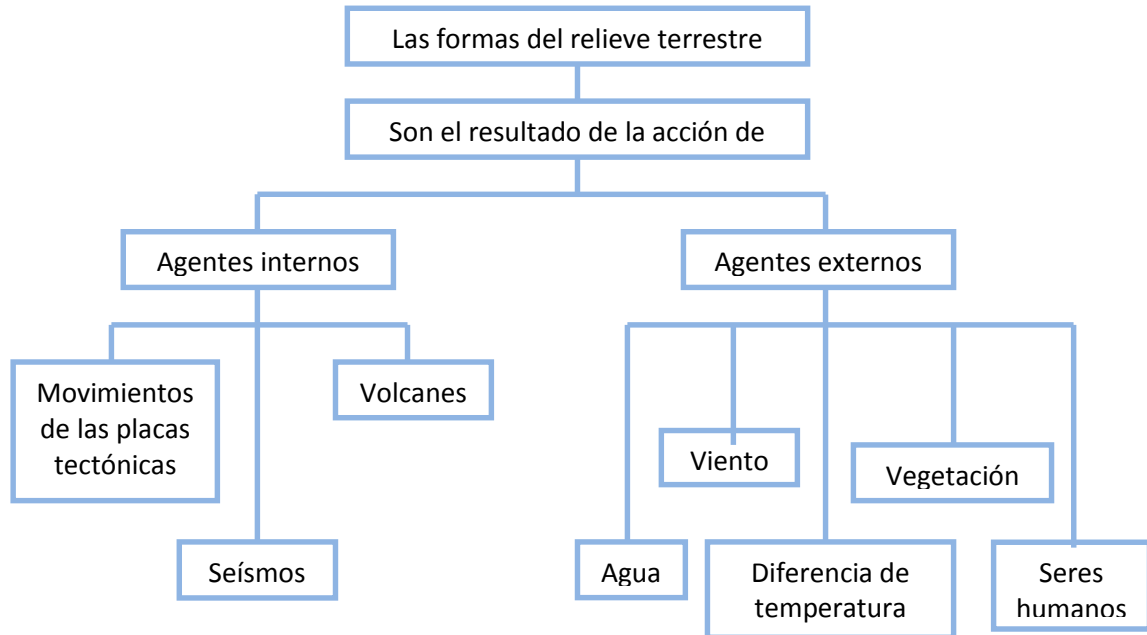 Las formas del relieve terrestre
Son el resultado de la acción de
Agentes internos
Agentes externos
Movimientos
de las placas
tectónicas
Volcanes
Seísmos
Viento
Vegetación
Agua
Diferencia de
temperatura
Seres
humanos